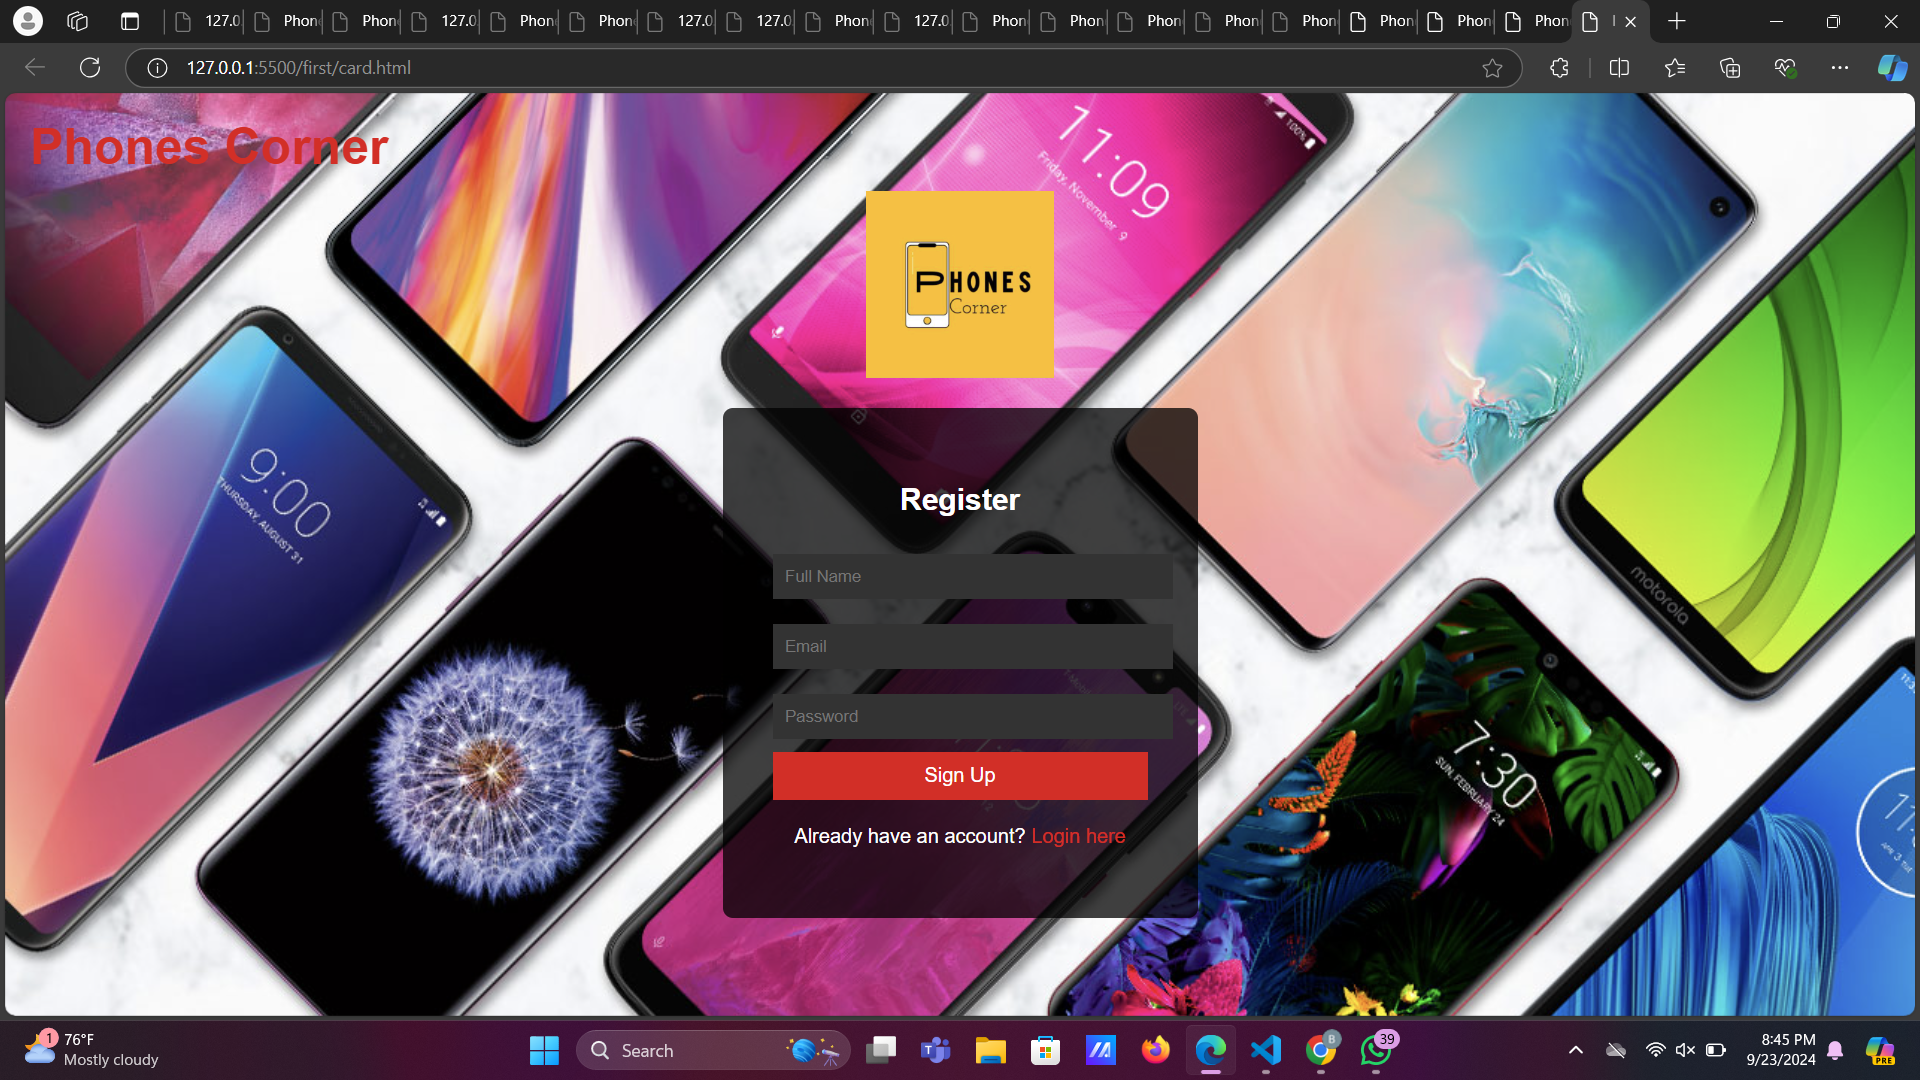 127.0. Phon Phon 127.0. Phon Phon 127.0 127.0. Phon 127.0 Phon Phon Phon Phon Phon Phon Phon Phon
127.0.0.1:5500/first/card.html
Phones Corner
100%
11:09
Friday, November 9
PHONES
Corner
9:00
THURSDAY, AUGUST 31
Register
Full Name
Email
motorola
Password
7:30
SUN, FEBRUARY 24
Sign Up
Already have an account? Login here
1
76°F
Mostly cloudy
Search
T
B
39
8:45 PM
9/23/2024
PRE